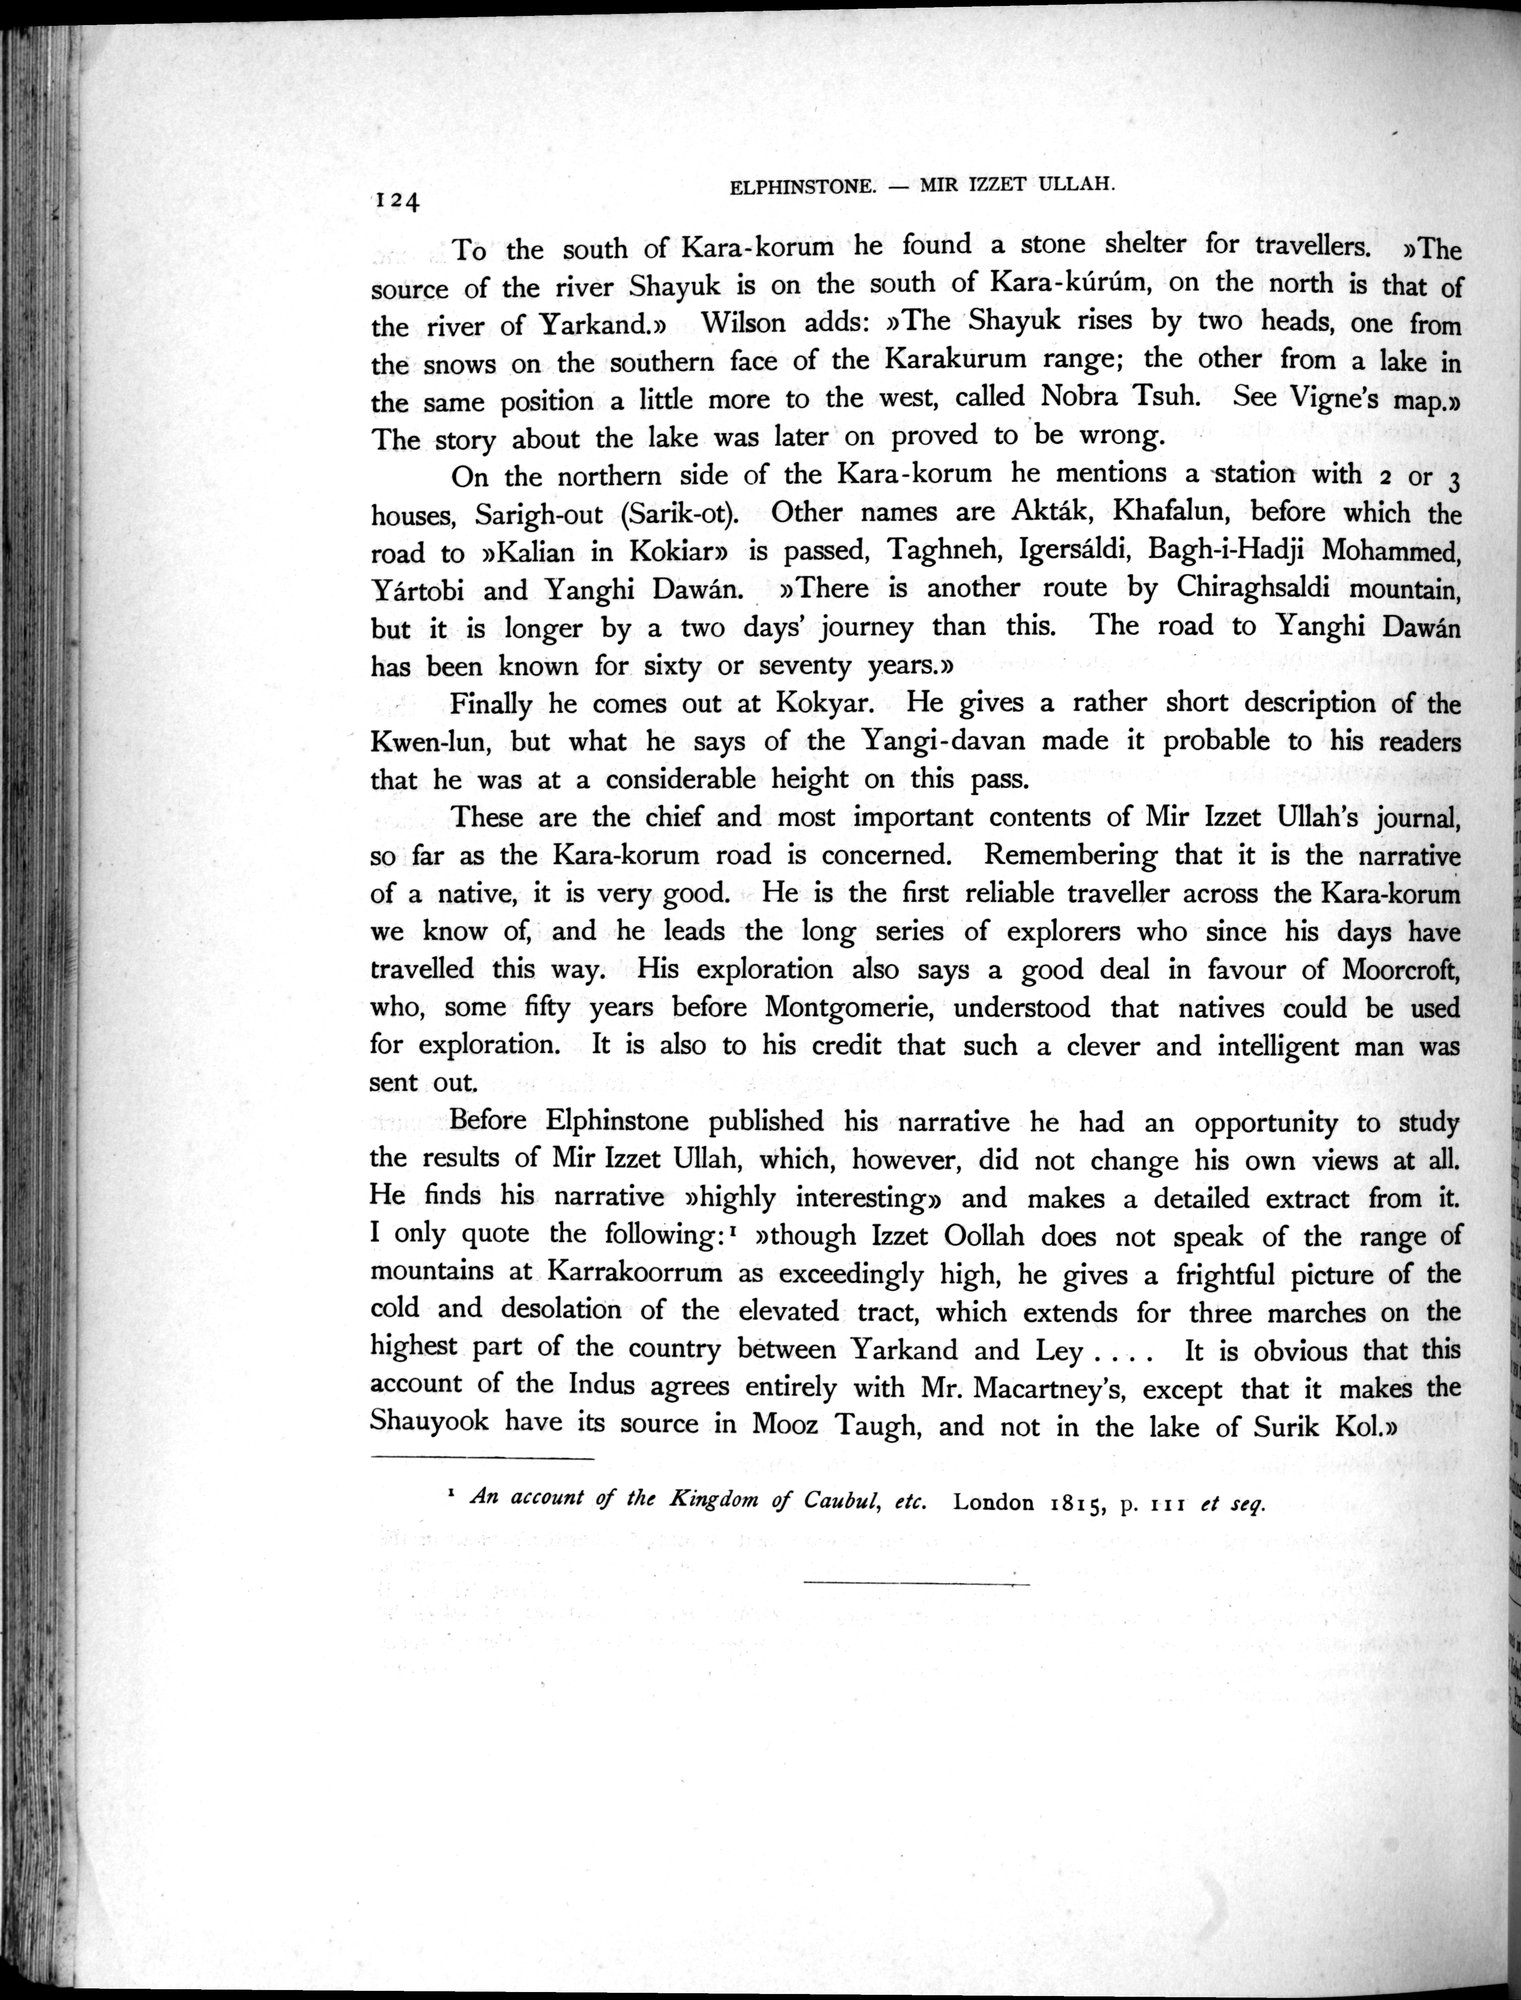 124
ELPHINSTONE. — MIR IZZET ULLAH.
To the south of Kara-korum he found a stone shelter for travellers. »The
source of the river Shayuk is on the south of Kara-kúrúm, on the north is that of
the river of Yarkand.» Wilson adds: »The Shayuk rises by two heads, one from
the snows on the southern face of the Karakurum range; the other from a lake in
the same position a little more to the west, called Nobra Tsuh. See Vigne's map.»
The story about the lake was later on proved to be wrong.
On the northern side of the Kara-korum he mentions a station with 2 or 3
houses, Sarigh-out (Sarik-ot). Other names are Akták, Khafalun, before which the
road to »Kalian in Kokiar» is passed, Taghneh, Igersáldi, Bagh-i-Hadji Mohammed,
Yártobi and Yanghi Dawán. »There is another route by Chiraghsaldi mountain,
but it is longer by a two days' journey than this. The road to Yanghi Dawán
has been known for sixty or seventy years.»
Finally he comes out at Kokyar. He gives a rather short description of the
Kwen-lun, but what he says of the Yangi-davan made it probable to his readers
that he was at a considerable height on this pass.
These are the chief and most important contents of Mir Izzet Ullah's journal,
so far as the Kara-korum road is concerned. Remembering that it is the narrative
of a native, it is very good. He is the first reliable traveller across the Kara-korum
we know of, and he leads the long series of explorers who since his days have
travelled this way. His exploration also says a good deal in favour of Moorcroft,
who, some fifty years before Montgomerie, understood that natives could be used
for exploration. It is also to his credit that such a clever and intelligent man was
sent out.
Before Elphinstone published his narrative he had an opportunity to study
the results of Mir Izzet Ullah, which, however, did not change his own views at all.
He finds his narrative »highly interesting» and makes a detailed extract from it.
I only quote the following:¹ »though Izzet Oollah does not speak of the range of
mountains at Karrakoorrum as exceedingly high, he gives a frightful picture of the
cold and desolation of the elevated tract, which extends for three marches on the
highest part of the country between Yarkand and Ley .... It is obvious that this
account of the Indus agrees entirely with Mr. Macartney's, except that it makes the
Shauyook have its source in Mooz Taugh, and not in the lake of Surik Kol.»
¹ An account of the Kingdom of Caubul, etc. London 1815, p. 111 et seq.